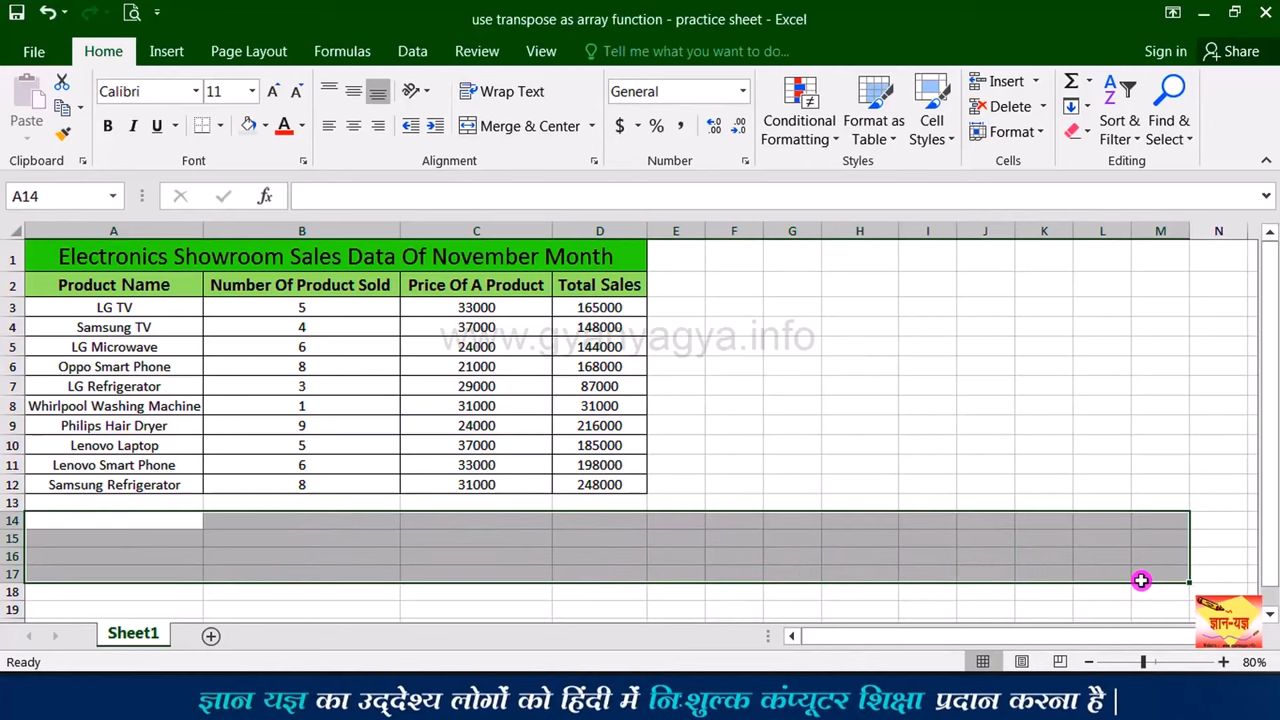 use transpose as array function - practice sheet - Excel
File Home Insert Page Layout Formulas Data Review View Tell me what you want to do... Sign in Share
Paste Calibri 11 Wrap Text General Insert
B I U Merge & Center $ % , Conditional Formatting Format as Table Cell Styles Delete Σ Sort & Filter Find & Select
Format
Clipboard Font Alignment Number Styles Cells Editing
A14 fx
A B C D E F G H I J K L M N
1 Electronics Showroom Sales Data Of November Month
2 Product Name Number Of Product Sold Price Of A Product Total Sales
3 LG TV 5 33000 165000
4 Samsung TV 4 37000 148000
www.gyanyagya.info
5 LG Microwave 6 24000 144000
6 Oppo Smart Phone 8 21000 168000
7 LG Refrigerator 3 29000 87000
8 Whirlpool Washing Machine 1 31000 31000
9 Philips Hair Dryer 9 24000 216000
10 Lenovo Laptop 5 37000 185000
11 Lenovo Smart Phone 6 33000 198000
12 Samsung Refrigerator 8 31000 248000
13
14
15
16
17
18
19
ज्ञान-यज्ञ
Sheet1
Ready 80%
ज्ञान यज्ञ का उद्देश्य लोगों को हिंदी में निःशुल्क कंप्यूटर शिक्षा प्रदान करना है |